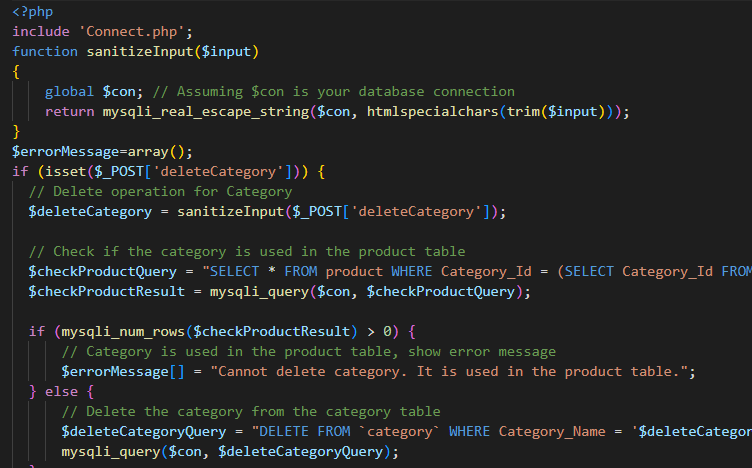 <?php
include 'Connect.php';
function sanitizeInput($input)
{
    global $con; // Assuming $con is your database connection
    return mysqli_real_escape_string($con, htmlspecialchars(trim($input)));
}
$errorMessage=array();
if (isset($_POST['deleteCategory'])) {
  // Delete operation for Category
  $deleteCategory = sanitizeInput($_POST['deleteCategory']);
  // Check if the category is used in the product table
  $checkProductQuery = "SELECT * FROM product WHERE Category_Id = (SELECT Category_Id FROM
  $checkProductResult = mysqli_query($con, $checkProductQuery);
  if (mysqli_num_rows($checkProductResult) > 0) {
      // Category is used in the product table, show error message
      $errorMessage[] = "Cannot delete category. It is used in the product table.";
  } else {
      // Delete the category from the category table
      $deleteCategoryQuery = "DELETE FROM `category` WHERE Category_Name = '$deleteCategor
      mysqli_query($con, $deleteCategoryQuery);